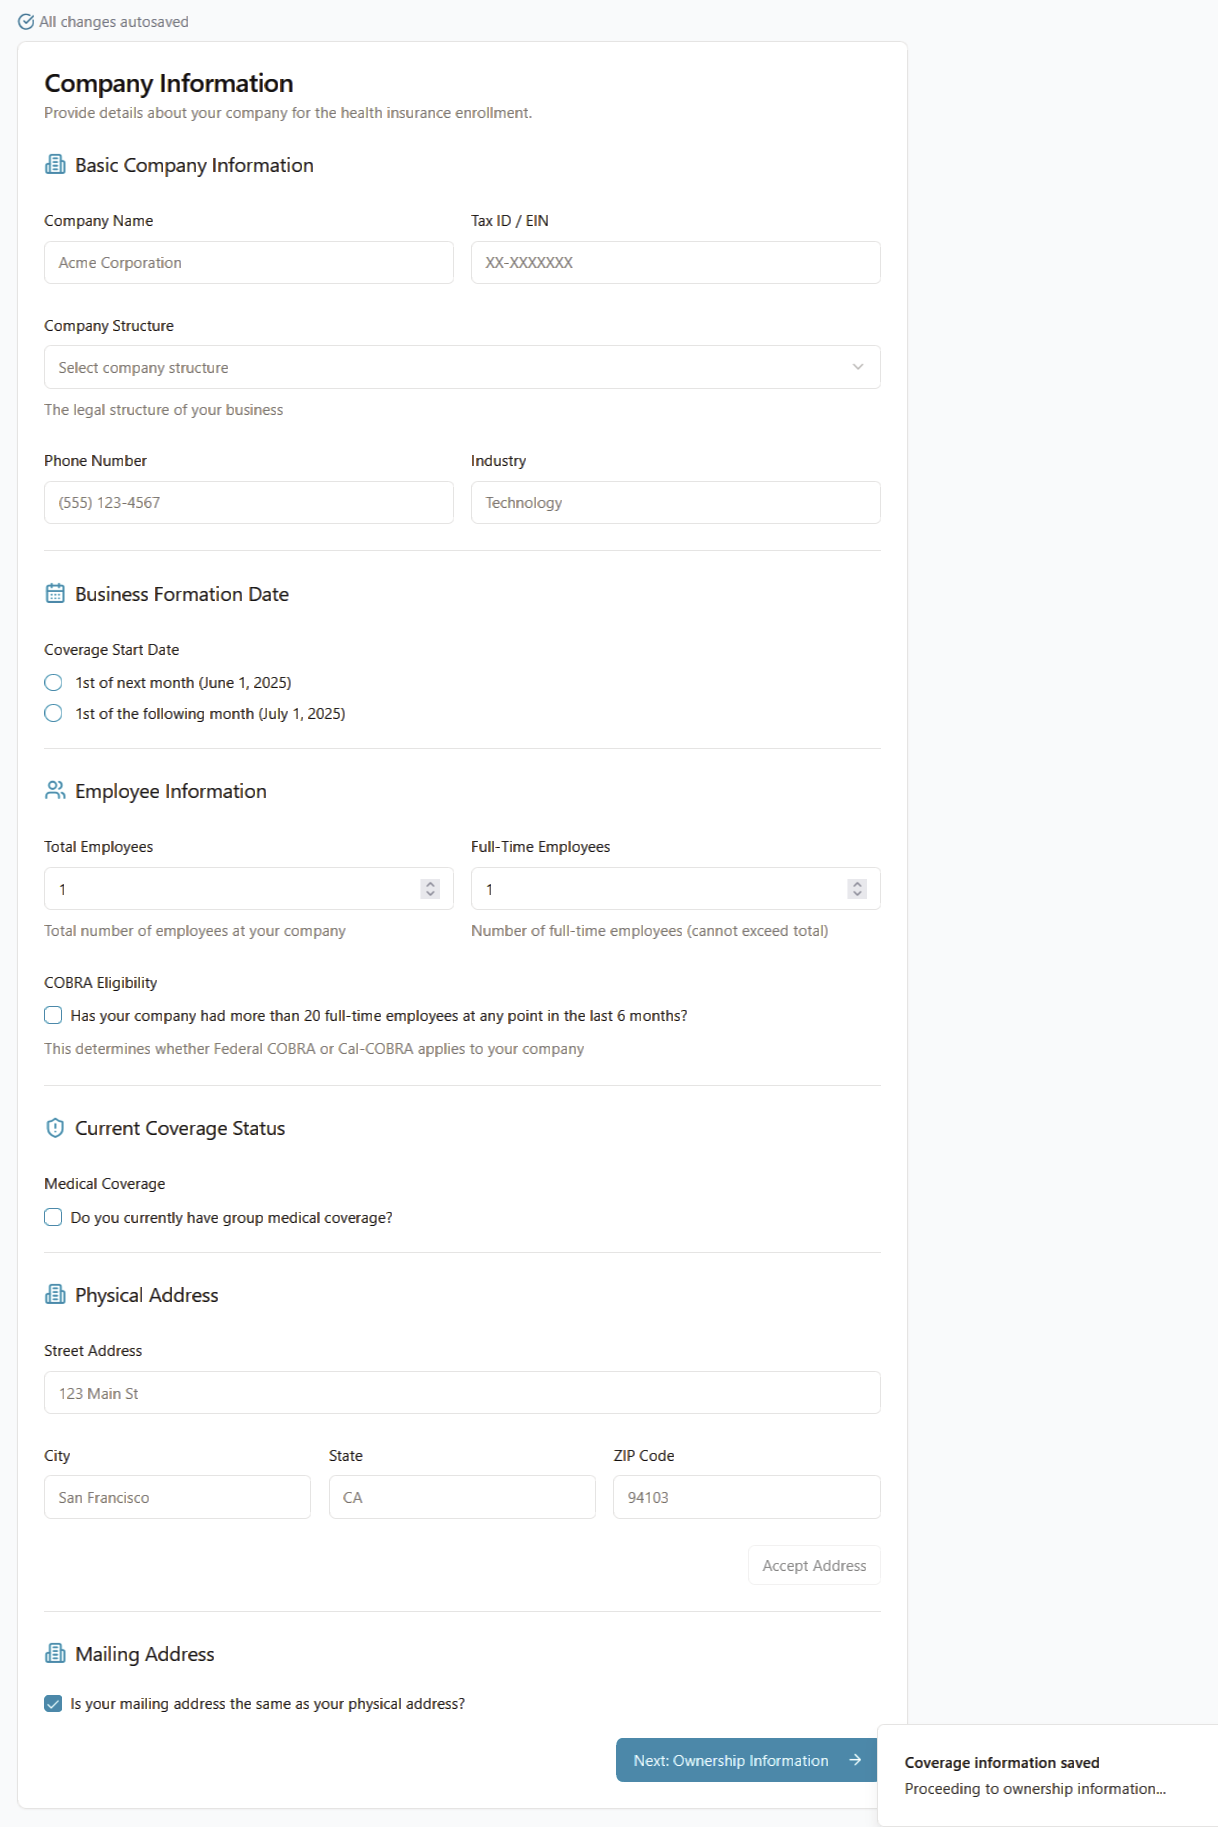 All changes autosaved
Company Information
Provide details about your company for the health insurance enrollment.
Basic Company Information
Company Name
Tax ID / EIN
Acme Corporation
XX-XXXXXXX
Company Structure
Select company structure
The legal structure of your business
Phone Number
Industry
(555) 123-4567
Technology
Business Formation Date
Coverage Start Date
1st of next month (June 1, 2025)
1st of the following month (July 1, 2025)
Employee Information
Total Employees
Full-Time Employees
1
1
Total number of employees at your company
Number of full-time employees (cannot exceed total)
COBRA Eligibility
Has your company had more than 20 full-time employees at any point in the last 6 months?
This determines whether Federal COBRA or Cal-COBRA applies to your company
Current Coverage Status
Medical Coverage
Do you currently have group medical coverage?
Physical Address
Street Address
123 Main St
City
State
ZIP Code
San Francisco
CA
94103
Accept Address
Mailing Address
Is your mailing address the same as your physical address?
Next: Ownership Information
Coverage information saved
Proceeding to ownership information...